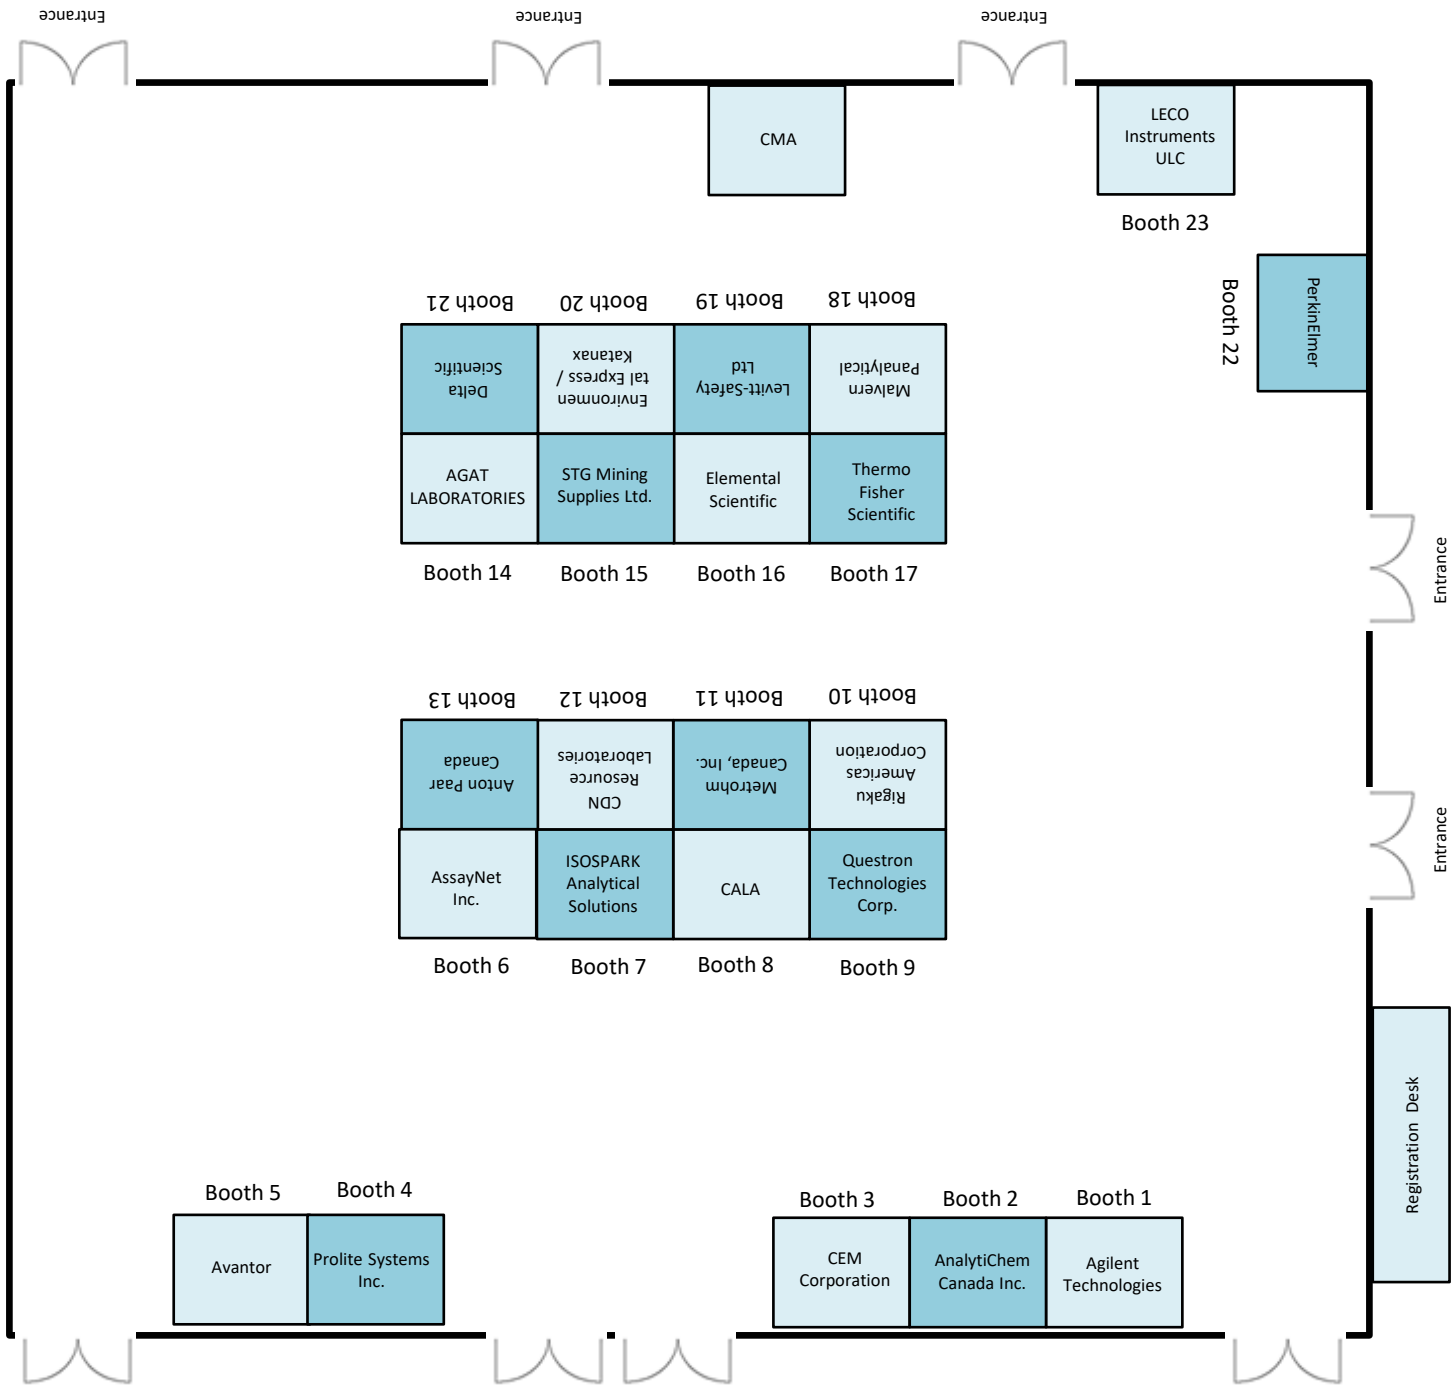 Entrance
Entrance
Entrance
CMA
LECO
Instruments
ULC
Booth 23
PerkinElmer
Booth 22
Booth 21
Booth 20
Booth 19
Booth 18
Delta
Scientific
Environmen
tal Express /
Katanax
Levitt-Safety
Ltd
Malvern
Panalytical
AGAT
LABORATORIES
STG Mining
Supplies Ltd.
Elemental
Scientific
Thermo
Fisher
Scientific
Booth 14
Booth 15
Booth 16
Booth 17
Entrance
Booth 13
Booth 12
Booth 11
Booth 10
Anton Paar
Canada
CDN
Resource
Laboratories
Metrohm
Canada, Inc.
Rigaku
Americas
Corporation
AssayNet
Inc.
ISOSPARK
Analytical
Solutions
CALA
Questron
Technologies
Corp.
Entrance
Booth 6
Booth 7
Booth 8
Booth 9
Registration Desk
Booth 5
Booth 4
Booth 3
Booth 2
Booth 1
Avantor
Prolite Systems
Inc.
CEM
Corporation
AnalytiChem
Canada Inc.
Agilent
Technologies